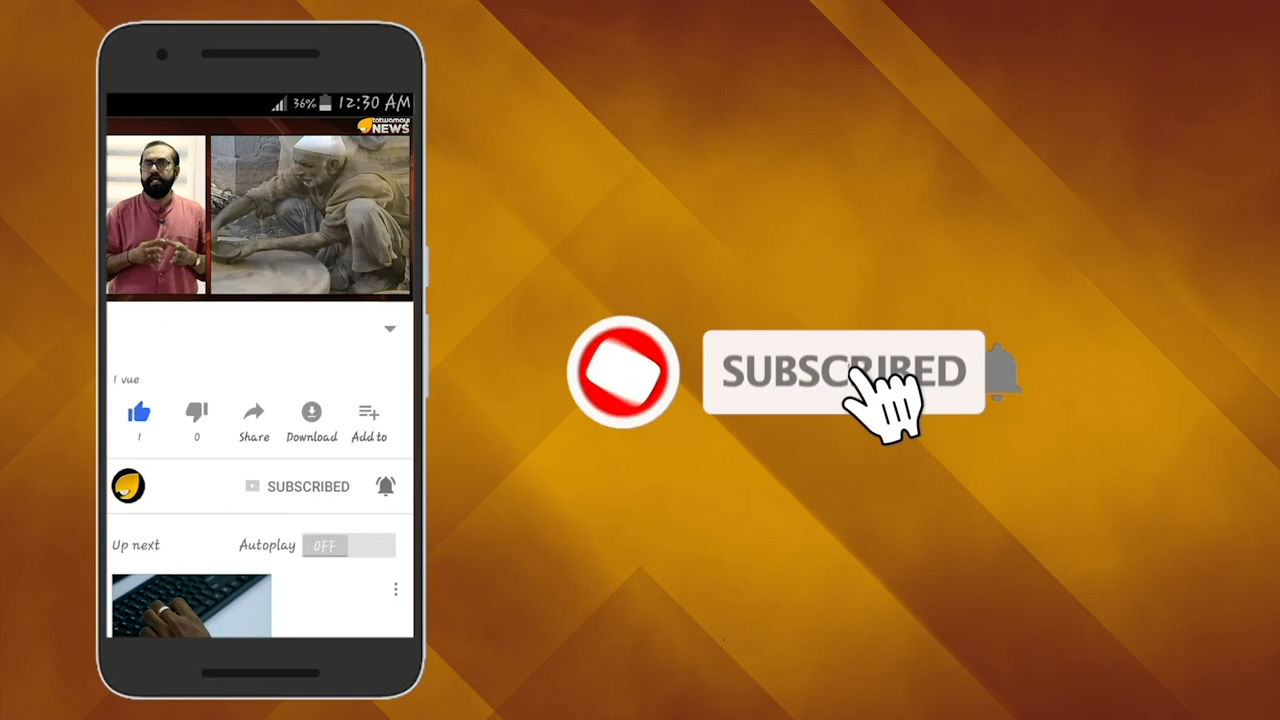 36% 12:30 AM
tatwamayi
NEWS
1 vue
1
0
Share
Download
Add to
SUBSCRIBED
Up next
Autoplay
OFF
SUBSCRIBED